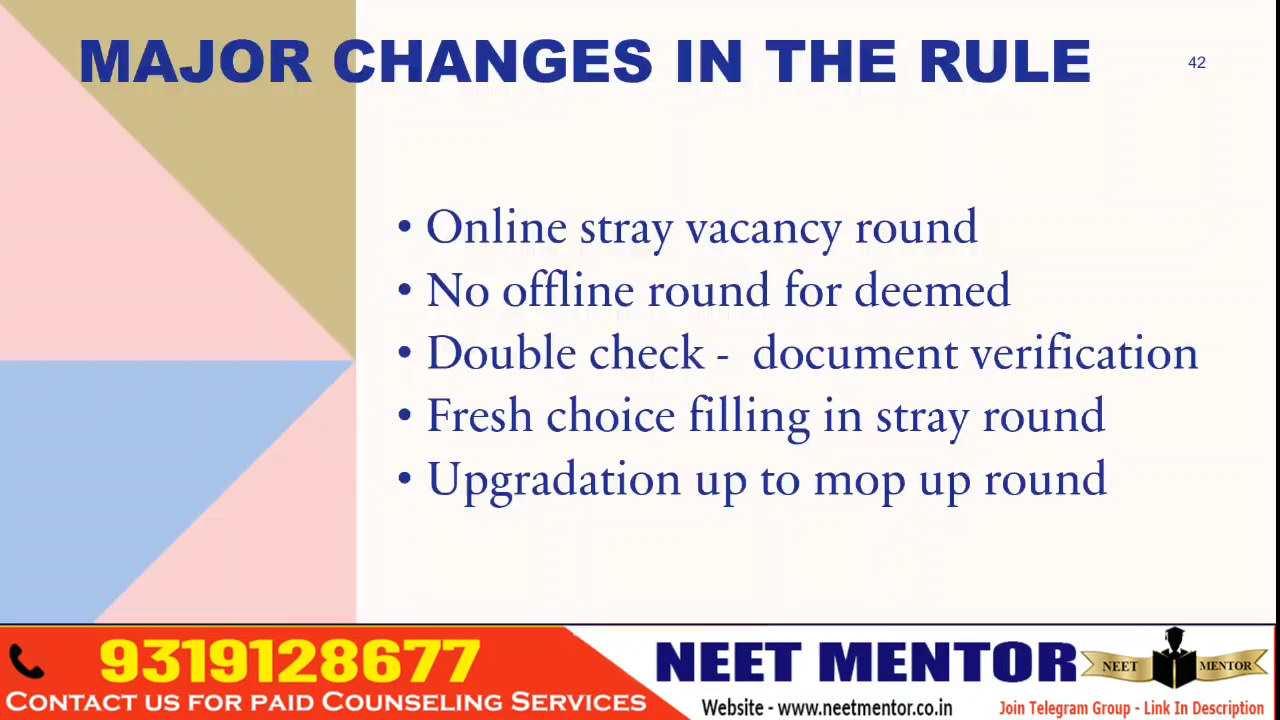 MAJOR CHANGES IN THE RULE
42
• Online stray vacancy round
• No offline round for deemed
• Double check - document verification
• Fresh choice filling in stray round
• Upgradation up to mop up round
9319128677
CONTACT US FOR PAID COUNSELING SERVICES
NEET MENTOR
NEET MENTOR
Website - www.neetmentor.co.in
Join Telegram Group - Link In Description